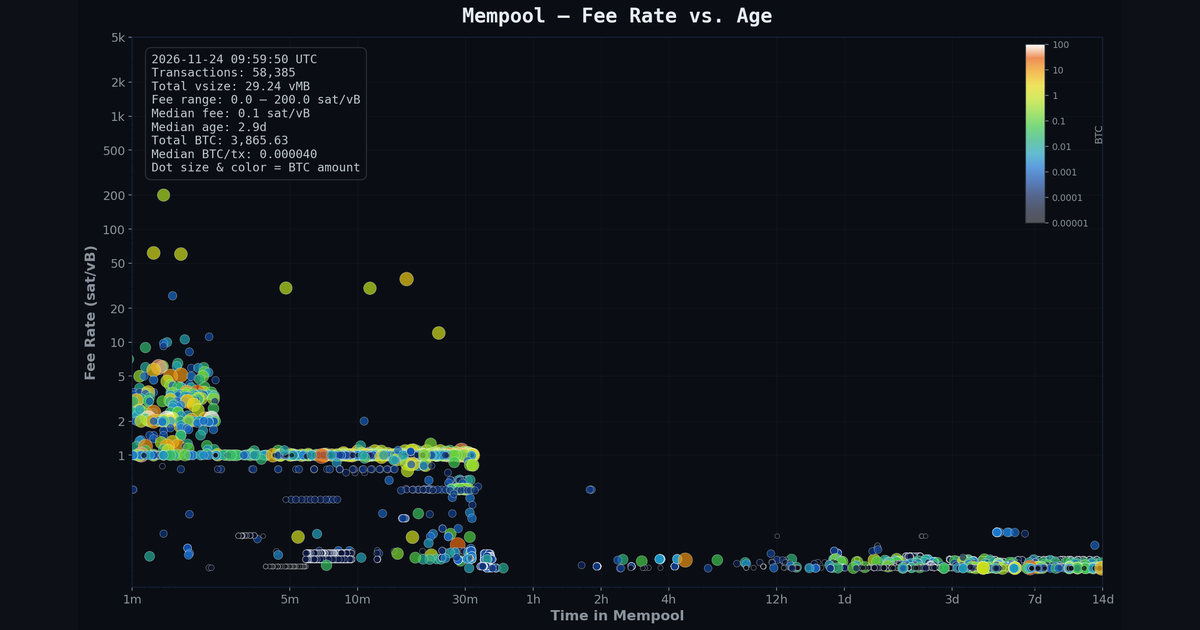 Mempool — Fee Rate vs. Age
5k
2k
1k
500
200
100
50
20
10
5
2
1
Fee Rate (sat/vB)
2026-11-24 09:59:50 UTC
Transactions: 58,385
Total vsize: 29.24 vMB
Fee range: 0.0 – 200.0 sat/vB
Median fee: 0.1 sat/vB
Median age: 2.9d
Total BTC: 3,865.63
Median BTC/tx: 0.000040
Dot size & color = BTC amount
100
10
1
0.1
0.01
0.001
0.0001
0.00001
BTC
1m 5m 10m 30m 1h 2h 4h 12h 1d 3d 7d 14d
Time in Mempool